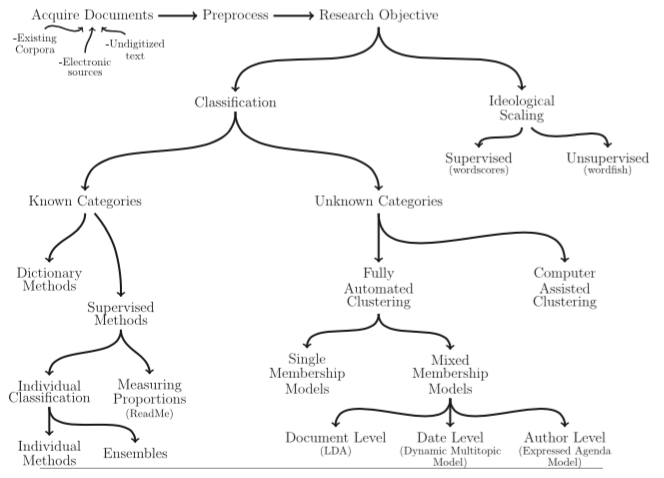 Acquire Documents
Preprocess
Research Objective
-Existing
Corpora
-Electronic
sources
-Undigitized
text
Classification
Ideological
Scaling
Supervised
(wordscores)
Unsupervised
(wordfish)
Known Categories
Unknown Categories
Dictionary
Methods
Supervised
Methods
Fully
Automated
Clustering
Computer
Assisted
Clustering
Individual
Classification
Measuring
Proportions
(ReadMe)
Single
Membership
Models
Mixed
Membership
Models
Individual
Methods
Ensembles
Document Level
(LDA)
Date Level
(Dynamic Multitopic
Model)
Author Level
(Expressed Agenda
Model)